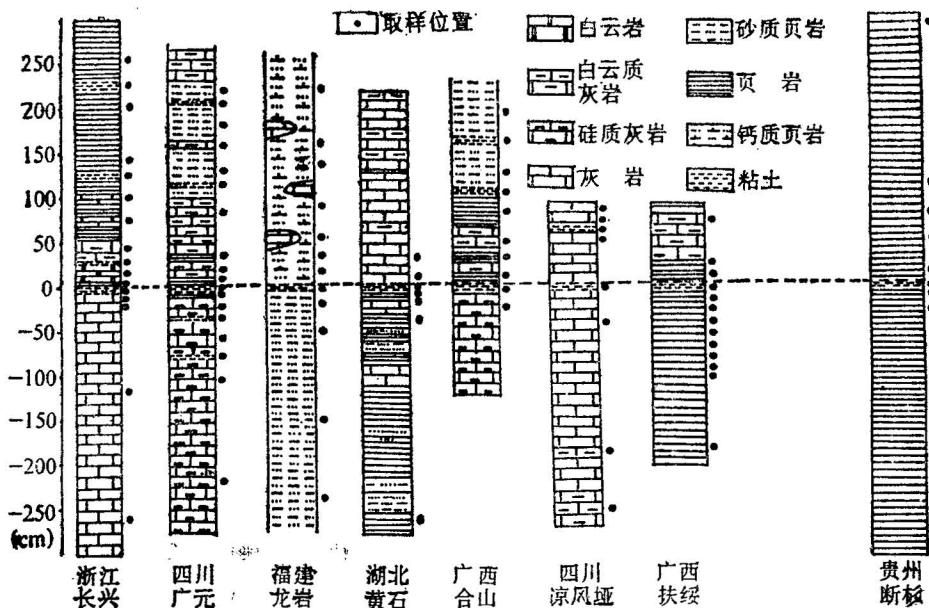 取样位置
白云岩
砂质页岩
白云质
灰岩
页岩
硅质灰岩
钙质页岩
灰岩
粘土
250
200
150
100
50
0
-50
-100
-150
-200
-250
(cm)
浙江
长兴
四川
广元
福建
龙岩
湖北
黄石
广西
合山
四川
凉风垭
广西
扶绥
贵州
断杉